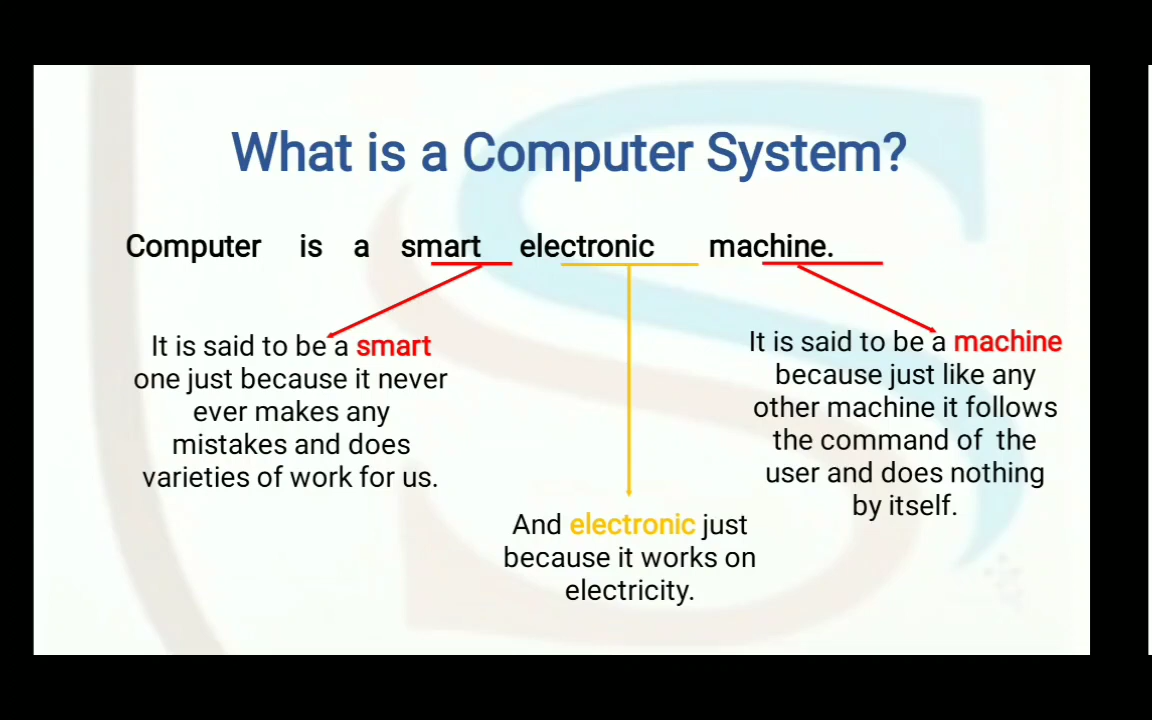 What is a Computer System?
Computer is a smart electronic machine.
It is said to be a smart
one just because it never
ever makes any
mistakes and does
varieties of work for us.
And electronic just
because it works on
electricity.
It is said to be a machine
because just like any
other machine it follows
the command of the
user and does nothing
by itself.